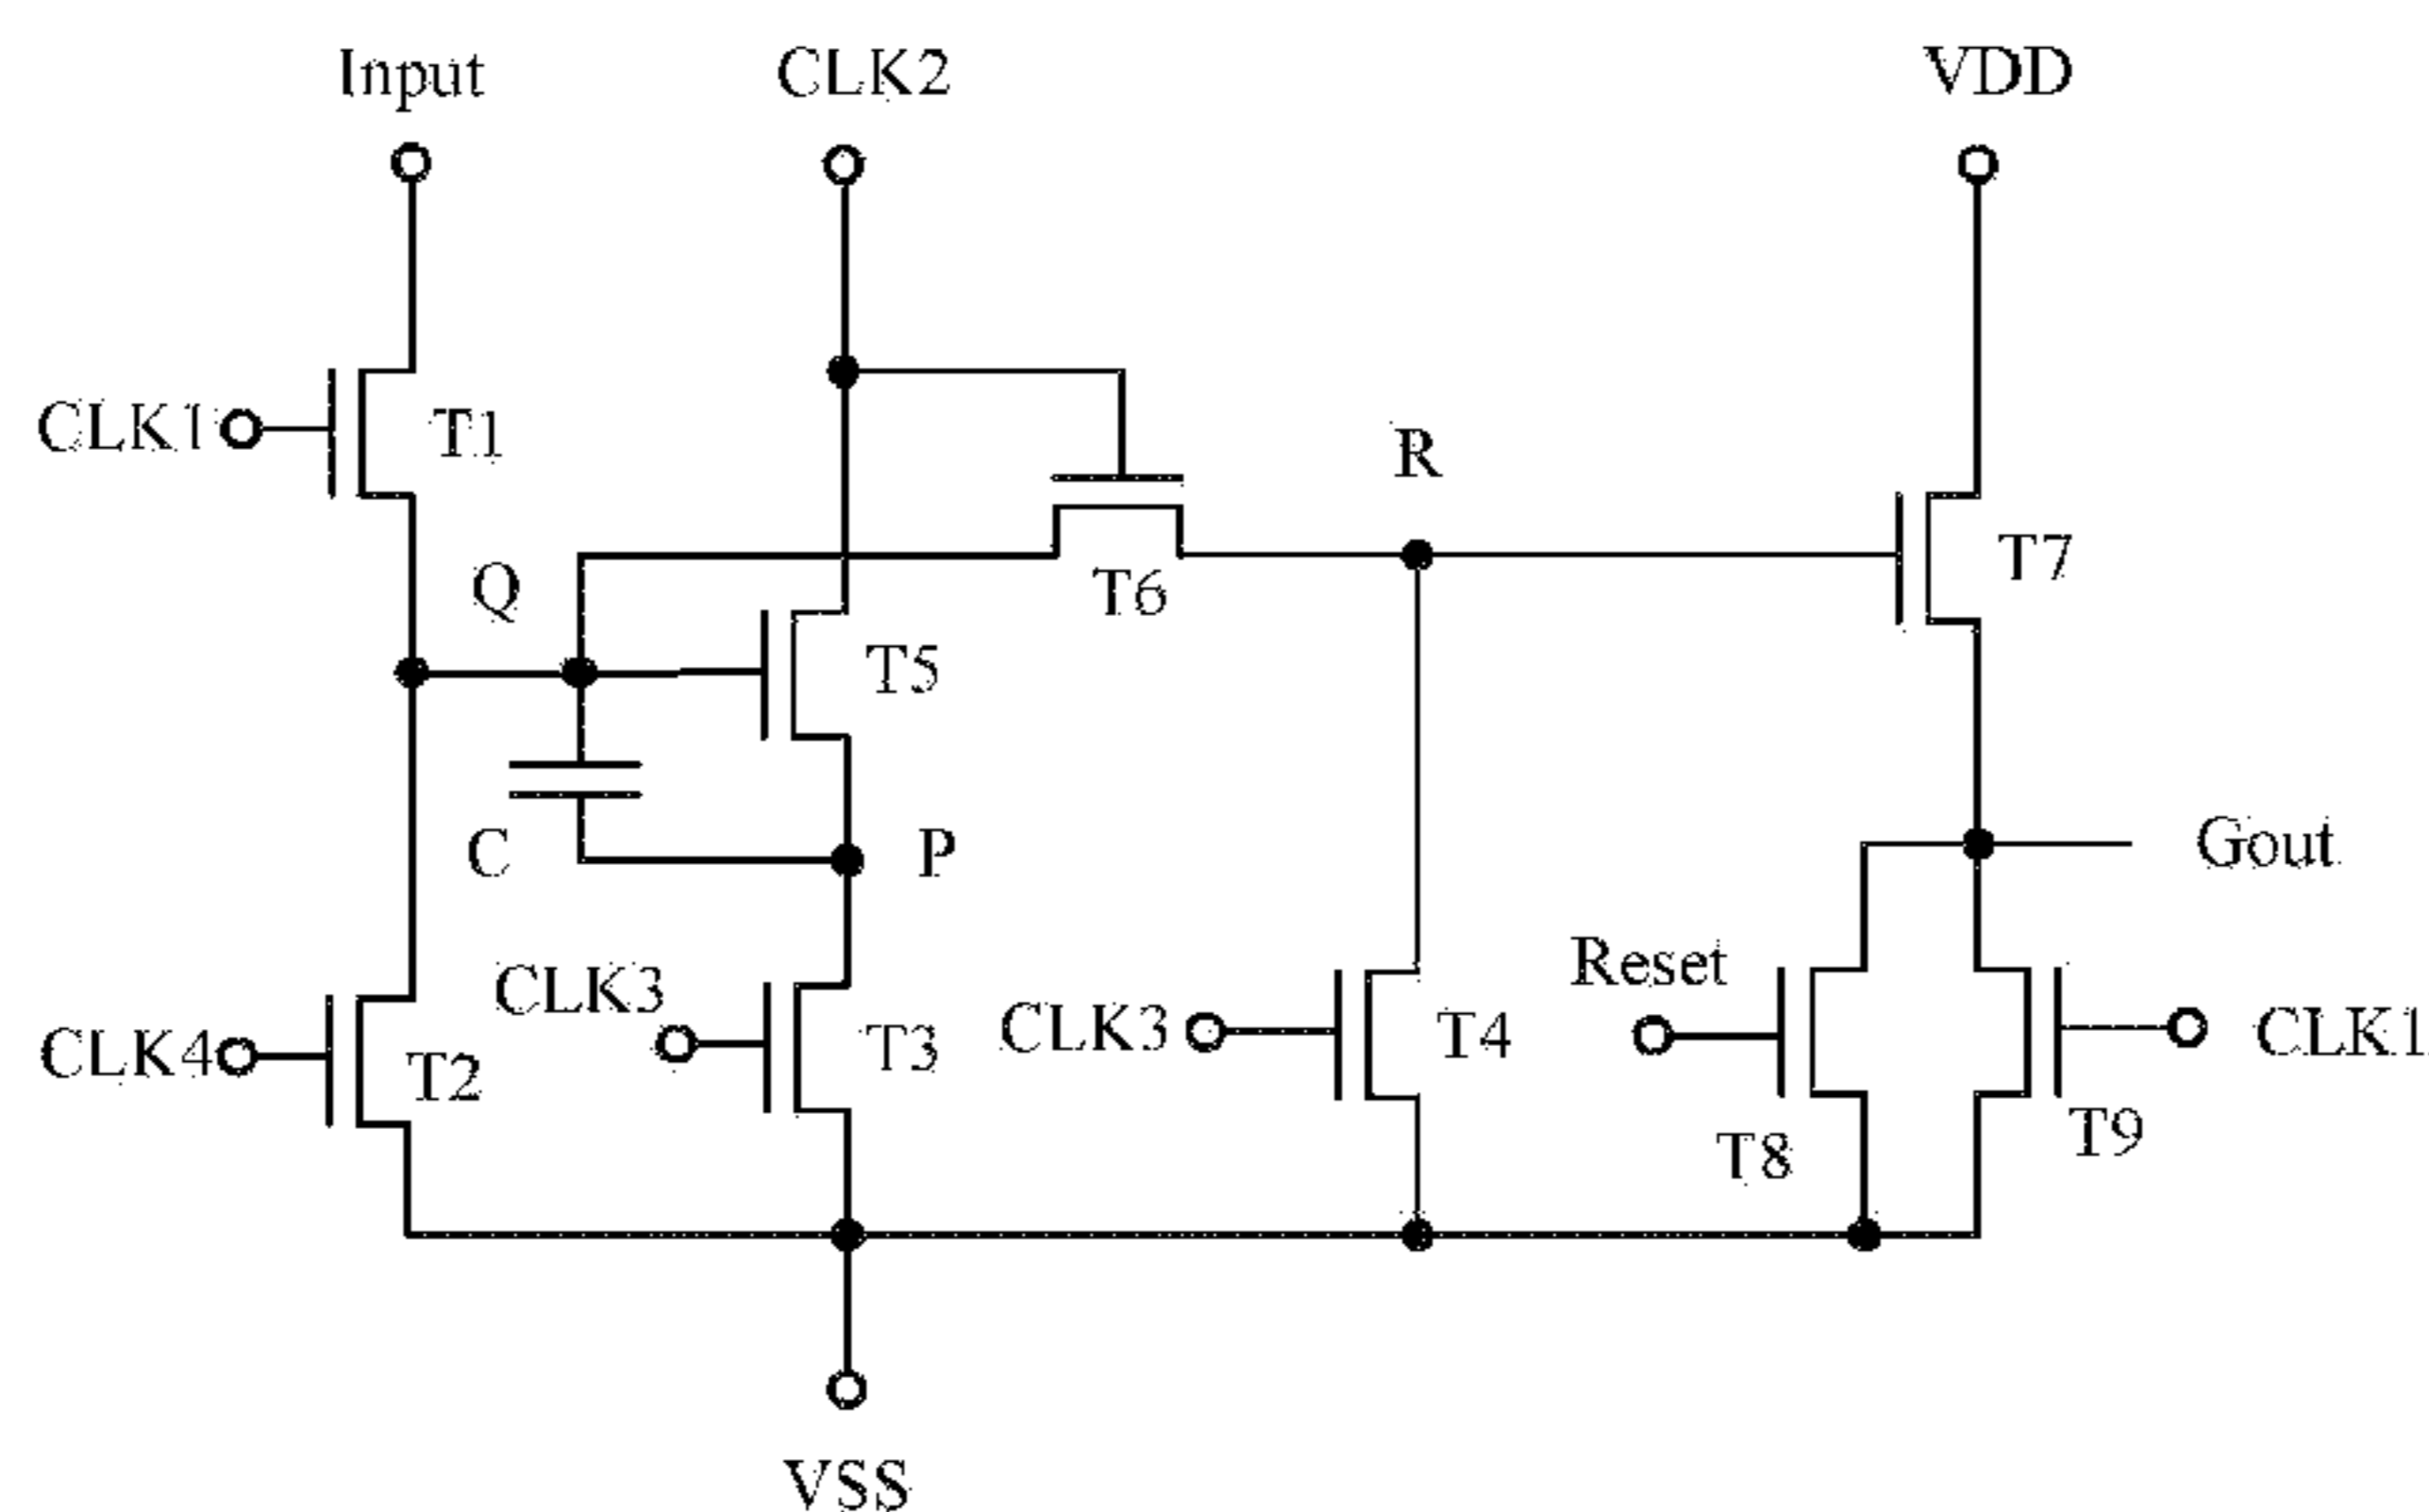 Input
CLK2
VDD
CLK1
T1
R
Q
T6
T7
T5
C
P
Gout
CLK4
T2
CLK3
T3
CLK3
T4
Reset
T8
CLK1
T9
VSS